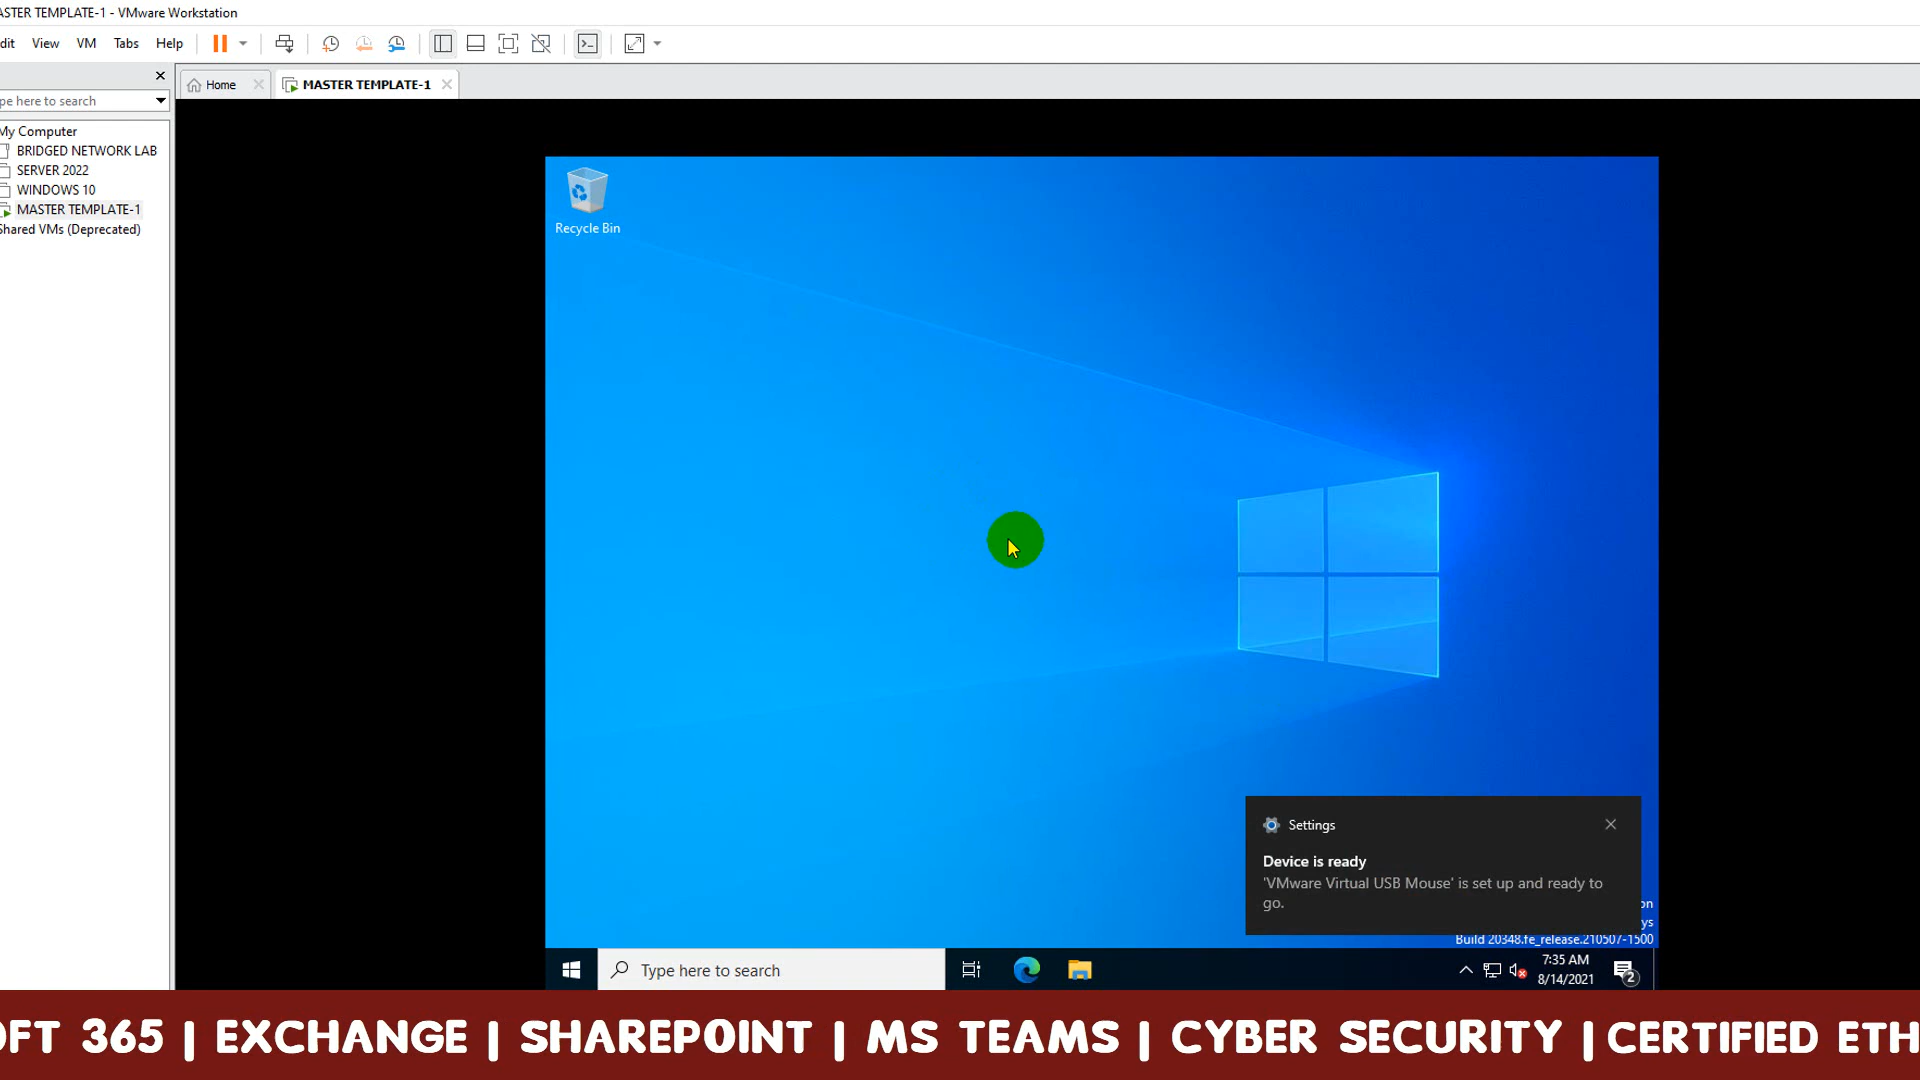 ASTER TEMPLATE-1 - VMware Workstation
dit View VM Tabs Help
pe here to search
Home
MASTER TEMPLATE-1
My Computer
BRIDGED NETWORK LAB
SERVER 2022
WINDOWS 10
MASTER TEMPLATE-1
Shared VMs (Deprecated)
Recycle Bin
Settings
Device is ready
'VMware Virtual USB Mouse' is set up and ready to
go.
on
ys
Build 20348.fe_release.210507-1500
Type here to search
7:35 AM
8/14/2021
2
OFT 365 | EXCHANGE | SHAREPOINT | MS TEAMS | CYBER SECURITY | CERTIFIED ETH